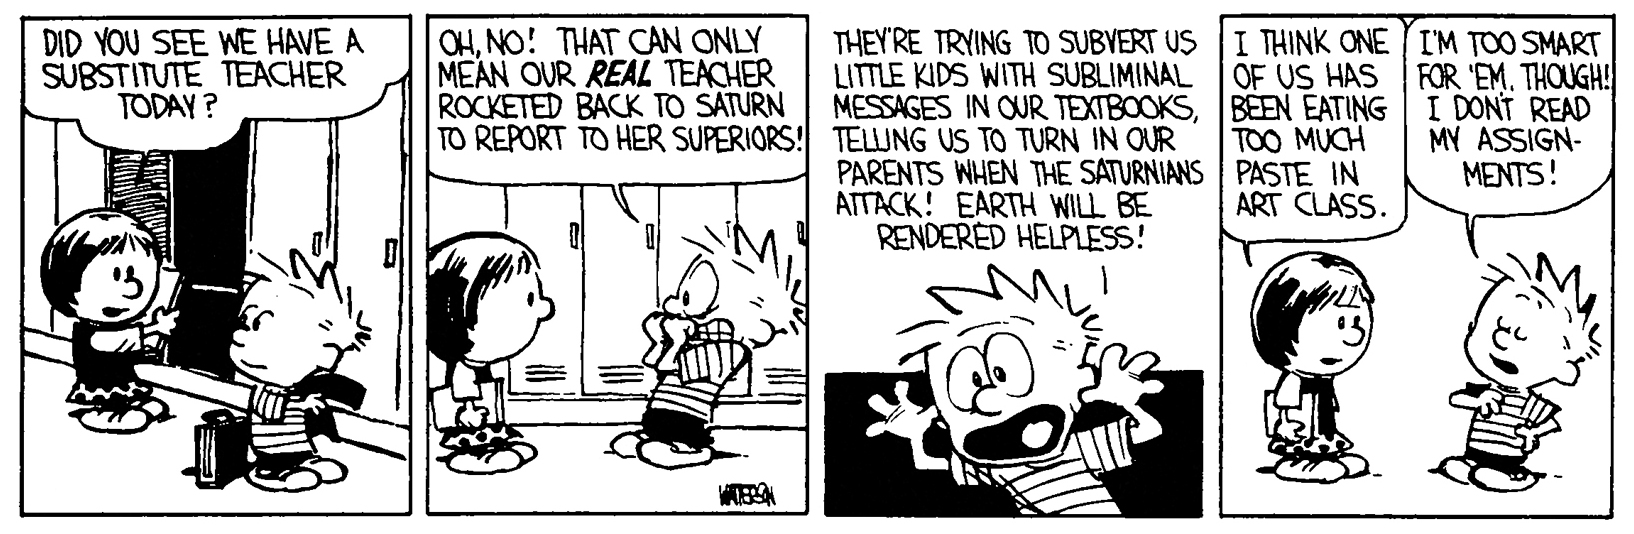 DID YOU SEE WE HAVE A
SUBSTITUTE TEACHER
TODAY?
OH, NO! THAT CAN ONLY
MEAN OUR REAL TEACHER
ROCKETED BACK TO SATURN
TO REPORT TO HER SUPERIORS!
WATTERSON
THEY'RE TRYING TO SUBVERT US
LITTLE KIDS WITH SUBLIMINAL
MESSAGES IN OUR TEXTBOOKS,
TELLING US TO TURN IN OUR
PARENTS WHEN THE SATURNIANS
ATTACK! EARTH WILL BE
RENDERED HELPLESS!
I THINK ONE
OF US HAS
BEEN EATING
TOO MUCH
PASTE IN
ART CLASS.
I'M TOO SMART
FOR 'EM, THOUGH!
I DON'T READ
MY ASSIGN-
MENTS!